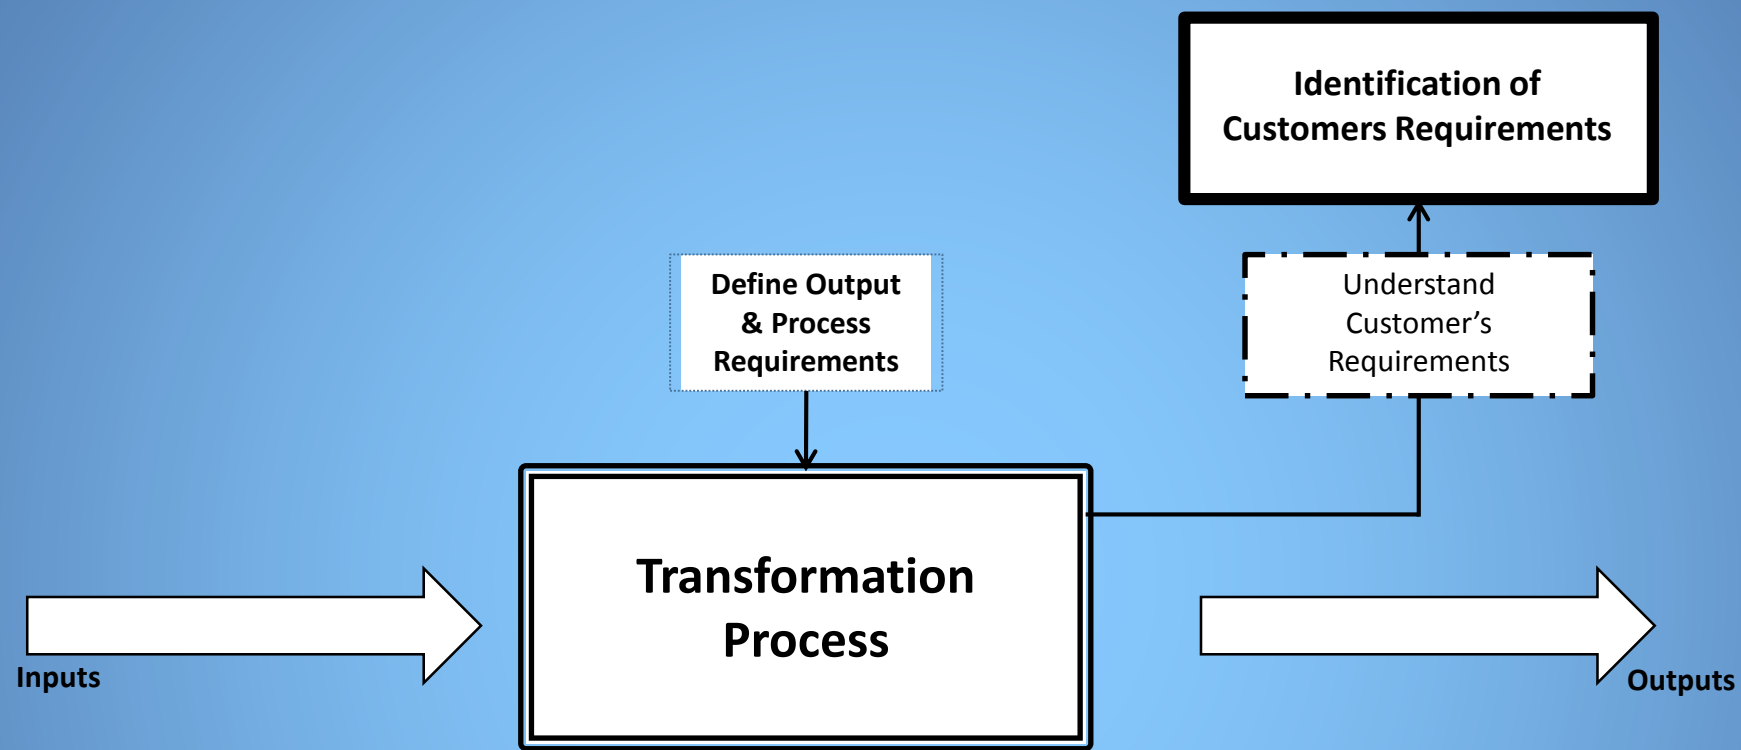 Identification of
Customers Requirements
Define Output
& Process
Requirements
Understand
Customer’s
Requirements
Transformation
Process
Inputs
Outputs